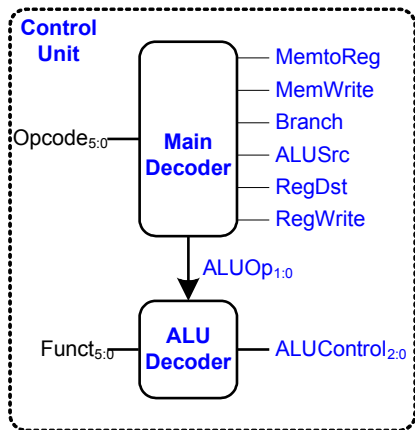 Control
Unit
MemtoReg
MemWrite
Branch
Opcode5:0
Main
Decoder
ALUSrc
RegDst
RegWrite
ALUOp1:0
Funct5:0
ALU
Decoder
ALUControl2:0